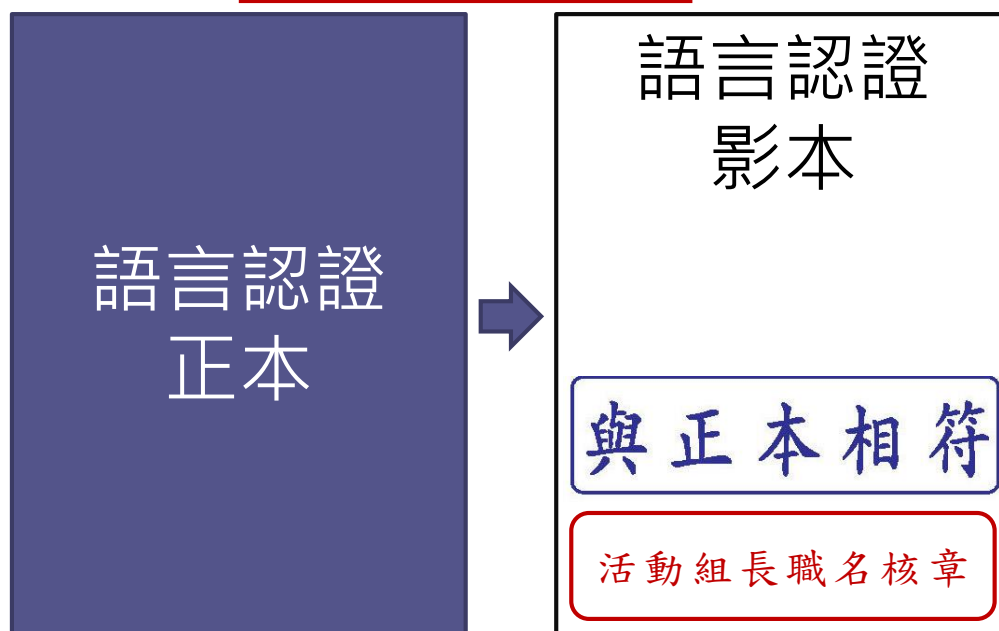 語言認證
正本
語言認證
影本
與正本相符
活動組長職名核章